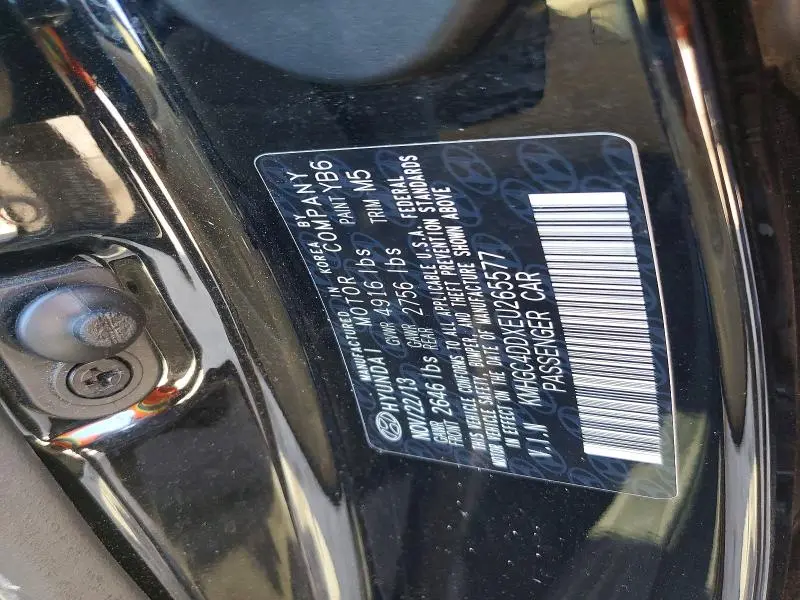 MANUFACTURED IN KOREA BY
HYUNDAI MOTOR COMPANY
NOV/22/13 GVWR 4916 lbs PAINT YB6
GAWR FRONT 2646 lbs GAWR REAR 2756 lbs TRIM M5
THIS VEHICLE CONFORMS TO ALL APPLICABLE U.S.A. FEDERAL
MOTOR VEHICLE SAFETY, BUMPER, AND THEFT PREVENTION STANDARDS
IN EFFECT ON THE DATE OF MANUFACTURE SHOWN ABOVE
V.I.N KMHGC4DDXEU265577
PASSENGER CAR